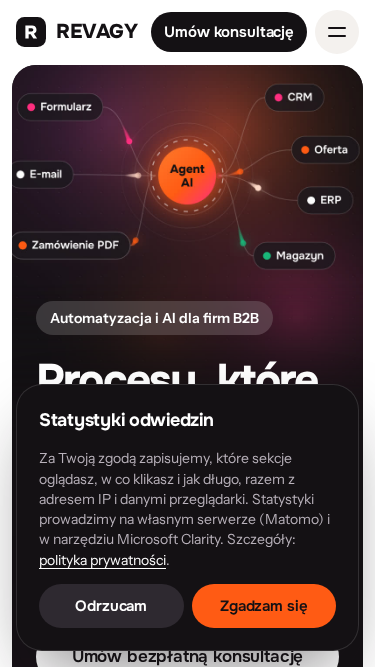 R REVAGY
Umów konsultację
Formularz
CRM
E-mail
Agent
AI
Oferta
ERP
Zamówienie PDF
Magazyn
Automatyzacja i AI dla firm B2B
Procesy, które
Statystyki odwiedzin
Za Twoją zgodą zapisujemy, które sekcje
oglądasz, w co klikasz i jak długo, razem z
adresem IP i danymi przeglądarki. Statystyki
prowadzimy na własnym serwerze (Matomo) i
w narzędziu Microsoft Clarity. Szczegóły:
polityka prywatności.
Odrzucam
Zgadzam się
Umów bezpłatną konsultację